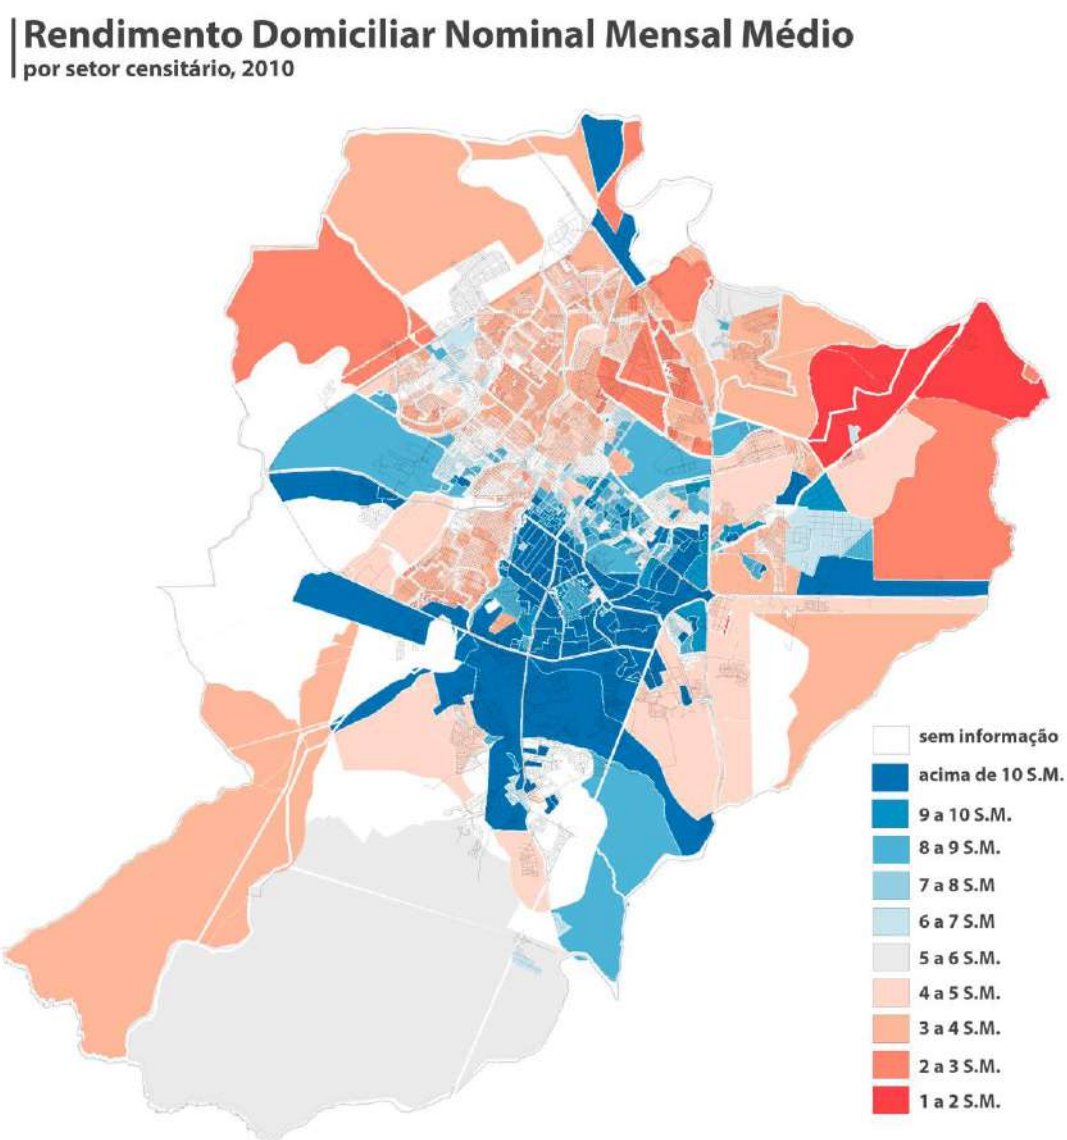 Rendimento Domiciliar Nominal Mensal Médio
por setor censitário, 2010
sem informação
acima de 10 S.M.
9 a 10 S.M.
8 a 9 S.M.
7 a 8 S.M
6 a 7 S.M
5 a 6 S.M.
4 a 5 S.M.
3 a 4 S.M.
2 a 3 S.M.
1 a 2 S.M.